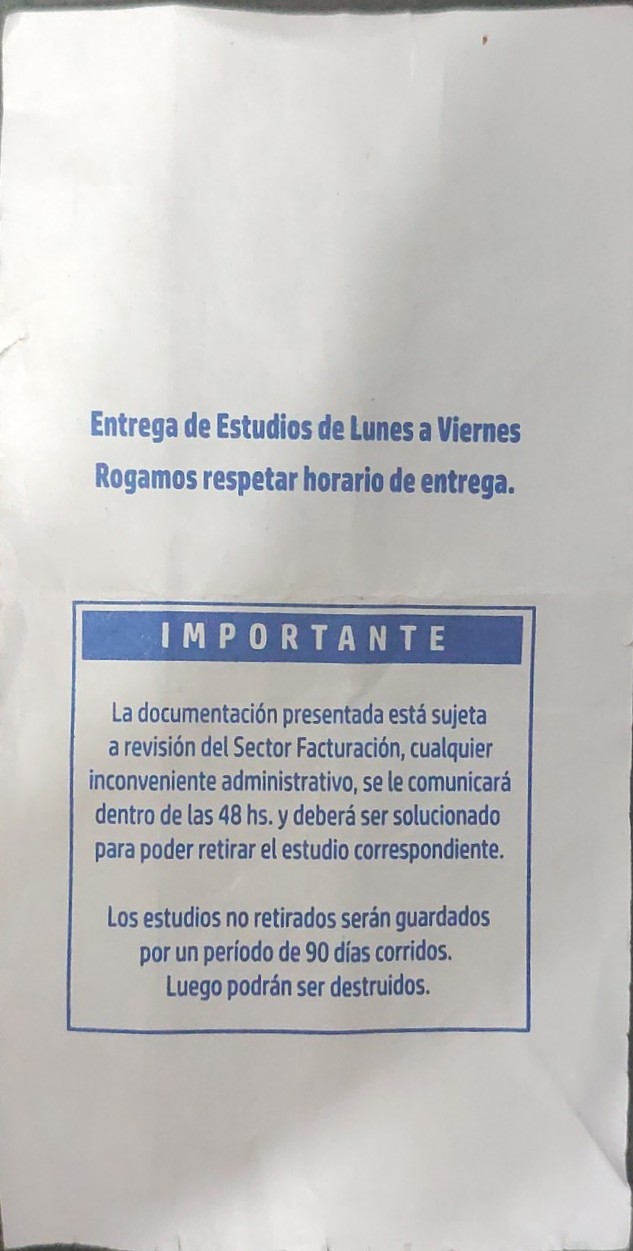 Entrega de Estudios de Lunes a Viernes
Rogamos respetar horario de entrega.
IMPORTANTE
La documentación presentada está sujeta
a revisión del Sector Facturación, cualquier
inconveniente administrativo, se le comunicará
dentro de las 48 hs. y deberá ser solucionado
para poder retirar el estudio correspondiente.
Los estudios no retirados serán guardados
por un período de 90 días corridos.
Luego podrán ser destruidos.